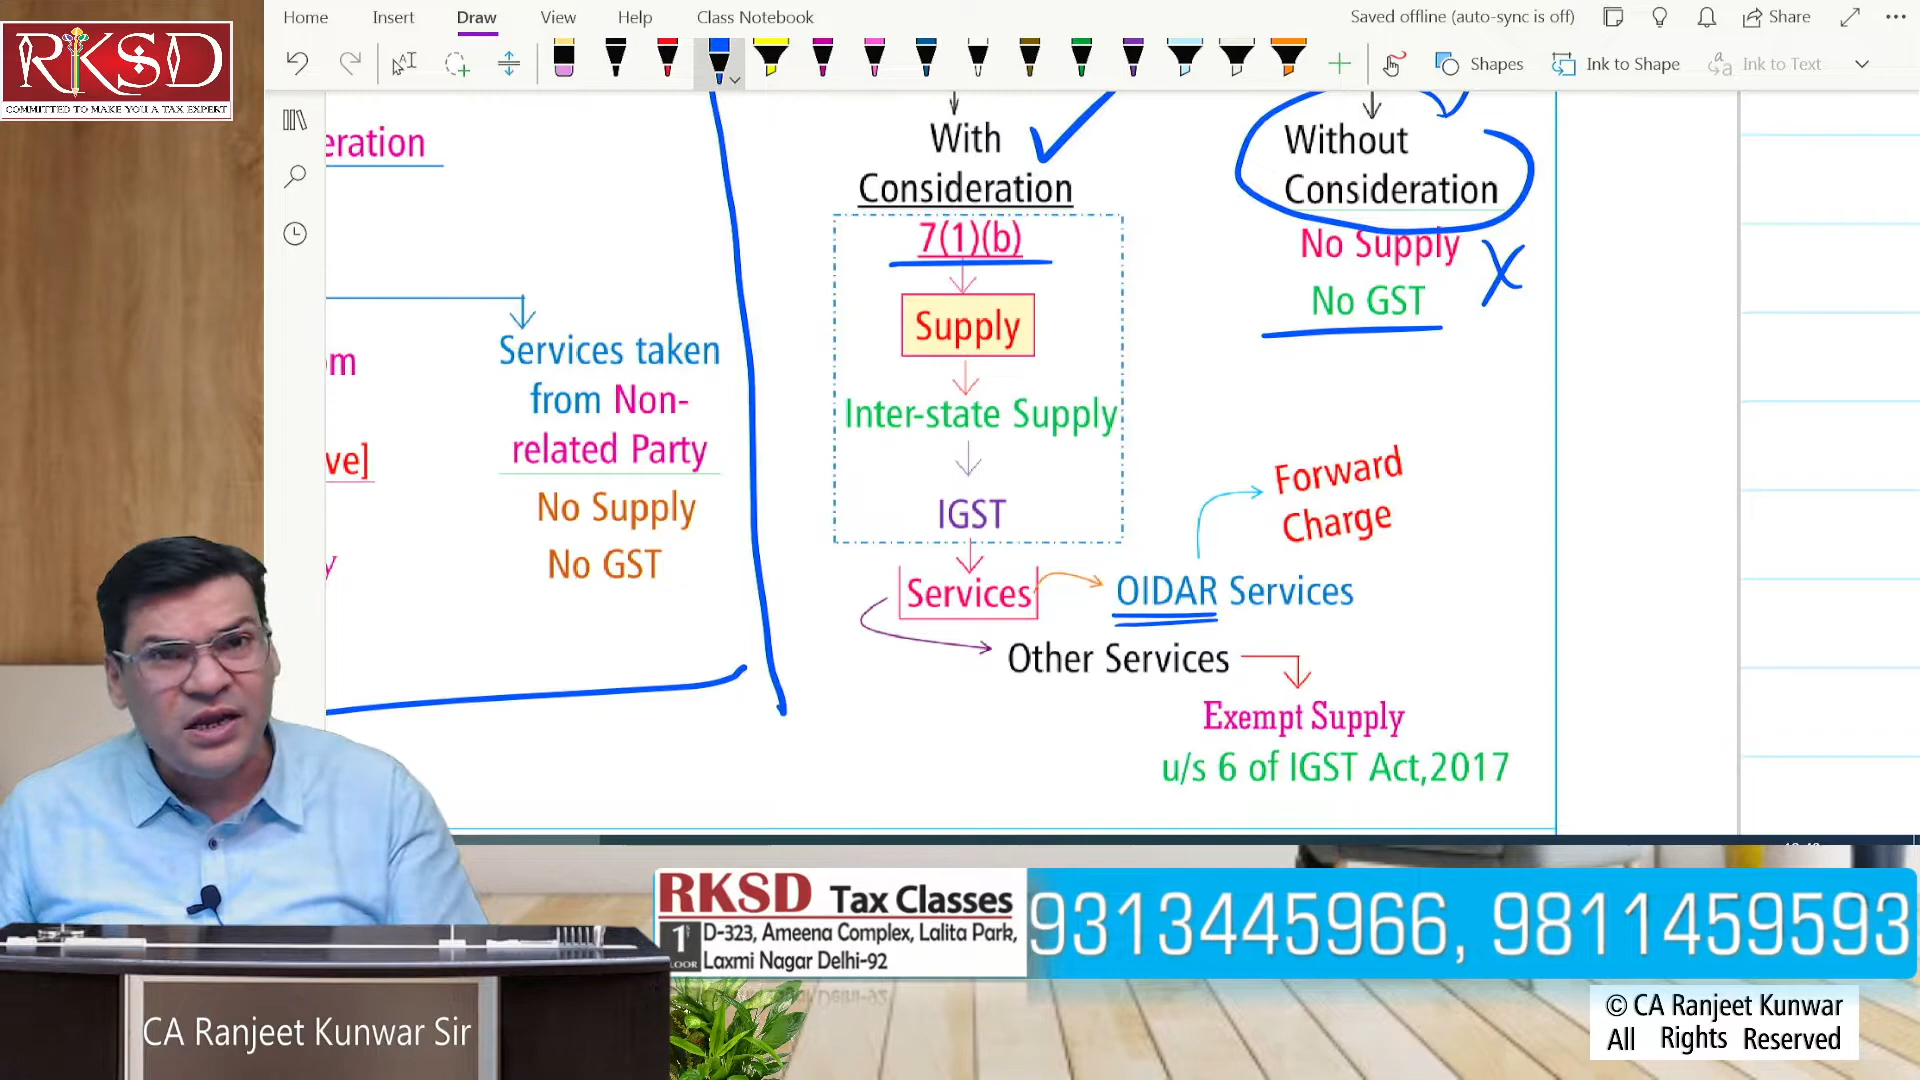 Home Insert Draw View Help Class Notebook
Saved offline (auto-sync is off) Share
Shapes Ink to Shape Ink to Text
RKSD
COMMITTED TO MAKE YOU A TAX EXPERT
eration
om
ve]
y
Services taken
from Non-
related Party
No Supply
No GST
With
Consideration
7(1)(b)
Supply
Inter-state Supply
IGST
Services
OIDAR Services
Forward
Charge
Other Services
Exempt Supply
u/s 6 of IGST Act,2017
Without
Consideration
No Supply
No GST
X
RKSD Tax Classes
1ST
D-323, Ameena Complex, Lalita Park,
Laxmi Nagar Delhi-92
9313445966, 9811459593
CA Ranjeet Kunwar Sir
© CA Ranjeet Kunwar
All Rights Reserved